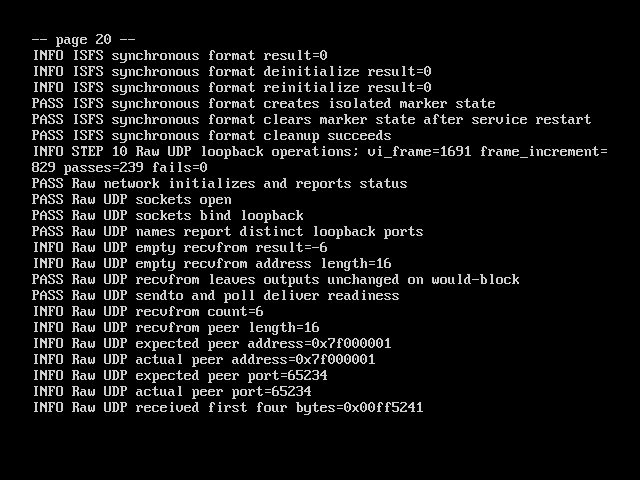 -- page 20 --
INFO ISFS synchronous format result=0
INFO ISFS synchronous format deinitialize result=0
INFO ISFS synchronous format reinitialize result=0
PASS ISFS synchronous format creates isolated marker state
PASS ISFS synchronous format clears marker state after service restart
PASS ISFS synchronous format cleanup succeeds
INFO STEP 10 Raw UDP loopback operations; vi_frame=1691 frame_increment=
829 passes=239 fails=0
PASS Raw network initializes and reports status
PASS Raw UDP sockets open
PASS Raw UDP sockets bind loopback
PASS Raw UDP names report distinct loopback ports
INFO Raw UDP empty recvfrom result=-6
INFO Raw UDP empty recvfrom address length=16
PASS Raw UDP recvfrom leaves outputs unchanged on would-block
PASS Raw UDP sendto and poll deliver readiness
INFO Raw UDP recvfrom count=6
INFO Raw UDP recvfrom peer length=16
INFO Raw UDP expected peer address=0x7f000001
INFO Raw UDP actual peer address=0x7f000001
INFO Raw UDP expected peer port=65234
INFO Raw UDP actual peer port=65234
INFO Raw UDP received first four bytes=0x00ff5241